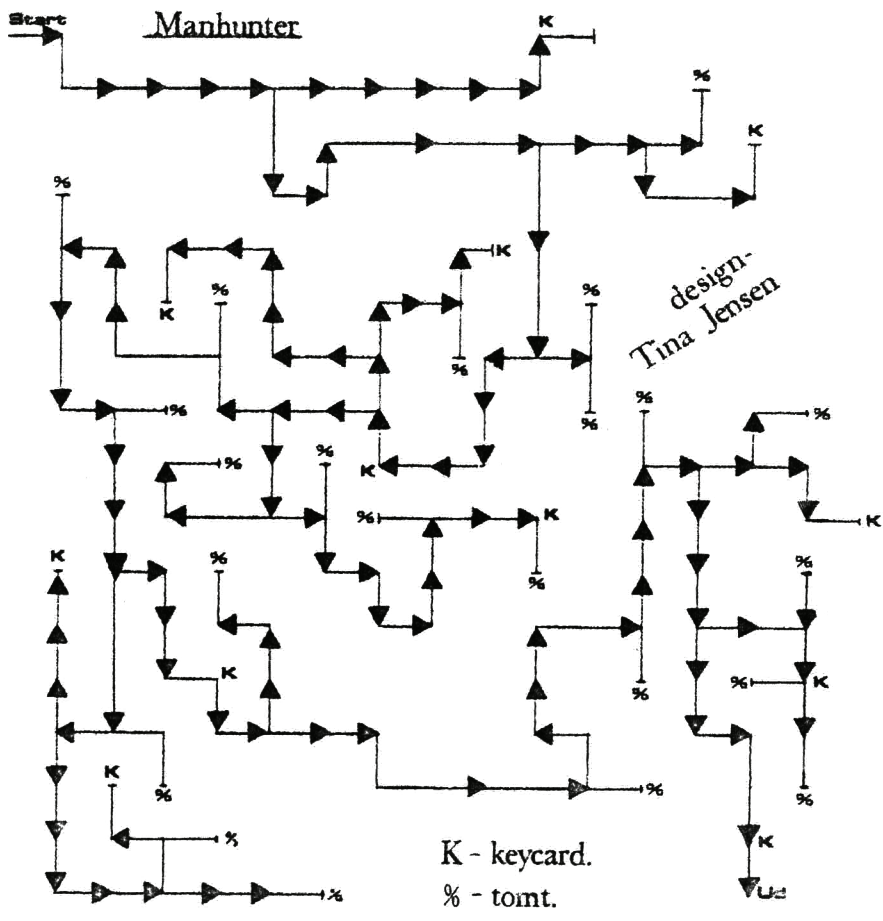 Start
Manhunter
K
%
K
%
K
design-
Tina Jensen
%
%
K
%
%
%
%
%
%
%
K
%
K
K
K
%
%
%
K
%
%
K
K
%
%
%
%
K
K - keycard.
%
% - tomt.
Ud